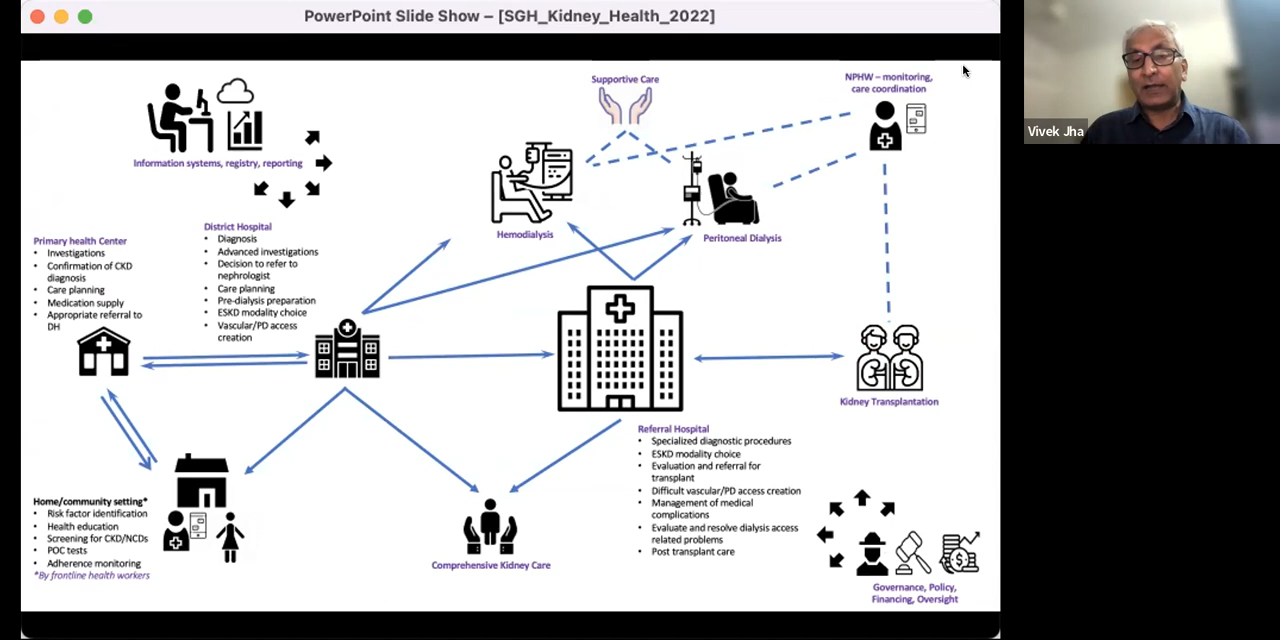 PowerPoint Slide Show – [SGH_Kidney_Health_2022]
Vivek Jha
Information systems, registry, reporting
Supportive Care
NPHW – monitoring,
care coordination
Hemodialysis
Peritoneal Dialysis
Primary health Center
• Investigations
• Confirmation of CKD
diagnosis
• Care planning
• Medication supply
• Appropriate referral to
DH
District Hospital
• Diagnosis
• Advanced investigations
• Decision to refer to
nephrologist
• Care planning
• Pre-dialysis preparation
• ESKD modality choice
• Vascular/PD access
creation
Kidney Transplantation
Referral Hospital
• Specialized diagnostic procedures
• ESKD modality choice
• Evaluation and referral for
transplant
• Difficult vascular/PD access creation
• Management of medical
complications
• Evaluate and resolve dialysis access
related problems
• Post transplant care
Home/community setting*
• Risk factor identification
• Health education
• Screening for CKD/NCDs
• POC tests
• Adherence monitoring
*By frontline health workers
Comprehensive Kidney Care
Governance, Policy,
Financing, Oversight